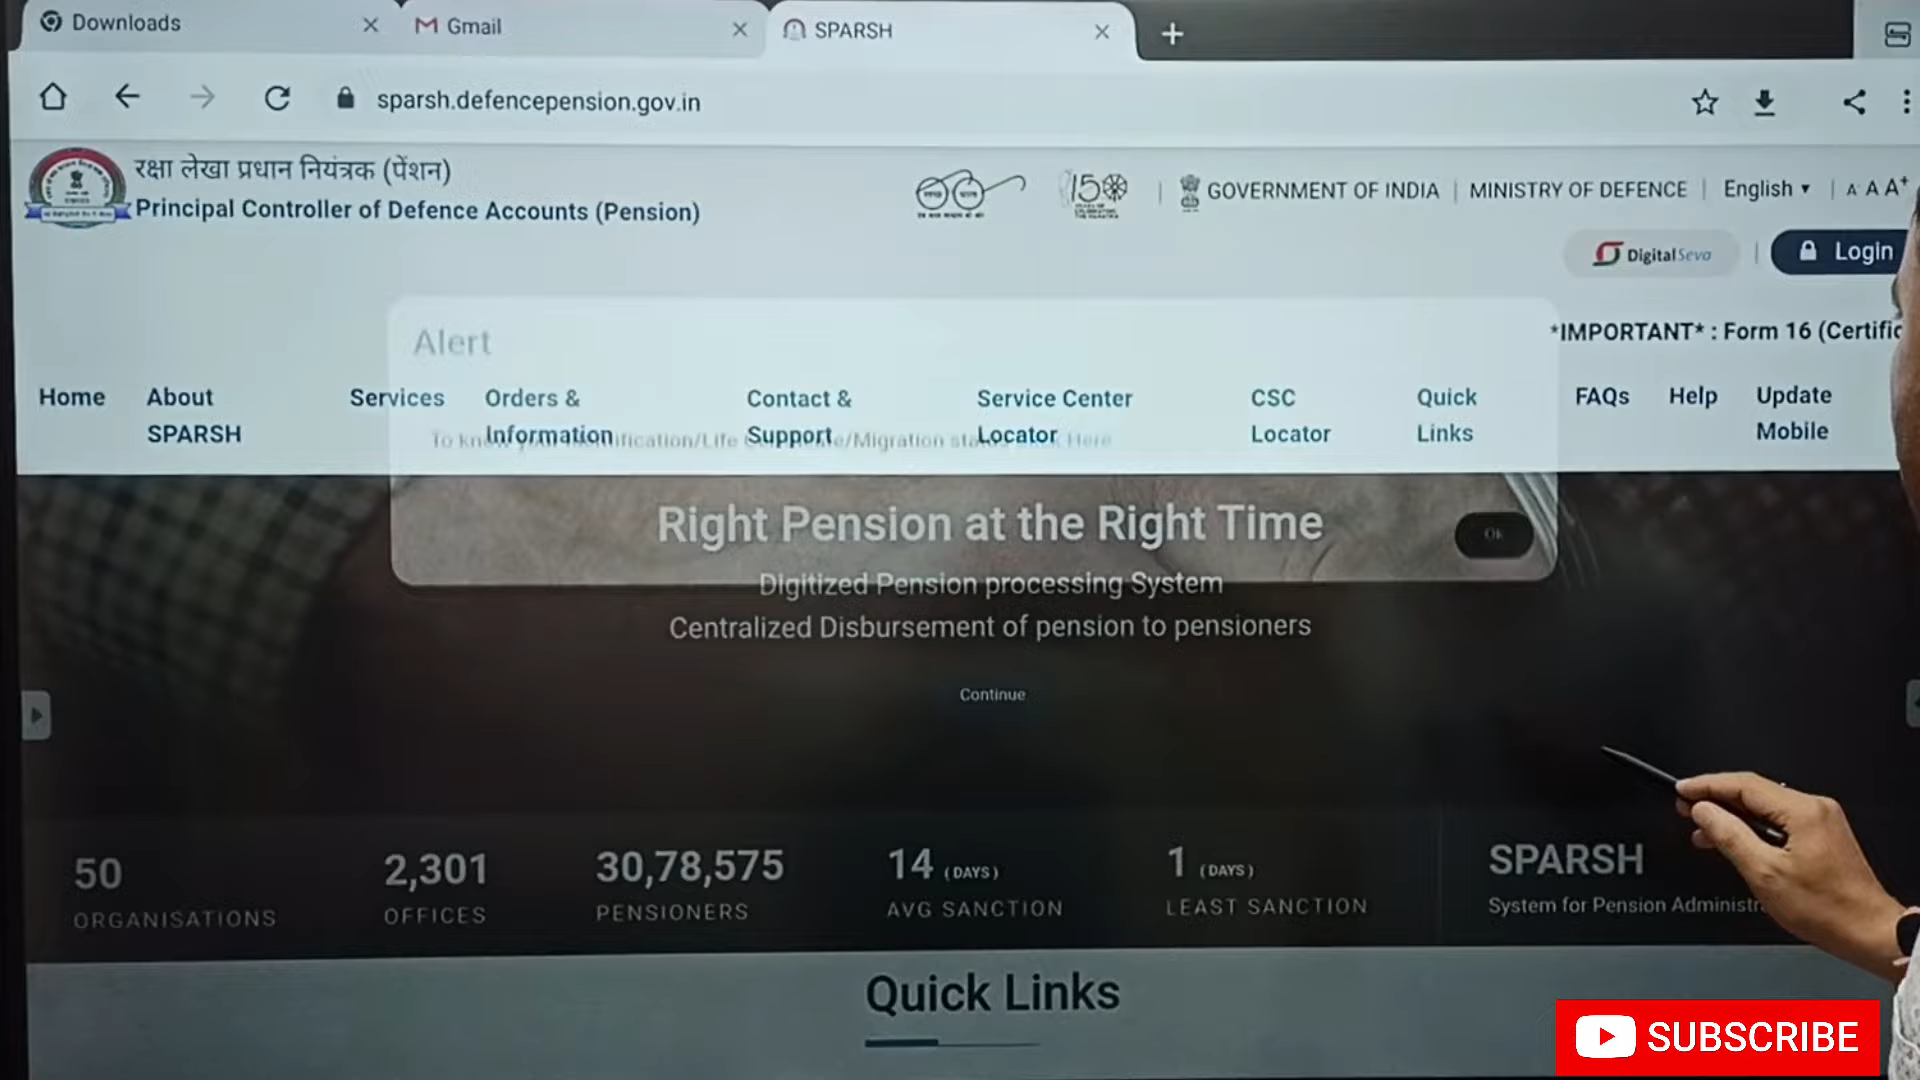 Downloads
Gmail
SPARSH
sparsh.defencepension.gov.in
रक्षा लेखा प्रधान नियंत्रक (पेंशन)
Principal Controller of Defence Accounts (Pension)
GOVERNMENT OF INDIA
MINISTRY OF DEFENCE
English
A A A+
DigitalSeva
Login
Alert
*IMPORTANT* : Form 16 (Certific
Home
About SPARSH
Services
Orders & Information
Contact & Support
Service Center Locator
CSC Locator
Quick Links
FAQs
Help
Update Mobile
Right Pension at the Right Time
Ok
Digitized Pension processing System
Centralized Disbursement of pension to pensioners
Continue
50
ORGANISATIONS
2,301
OFFICES
30,78,575
PENSIONERS
14 (DAYS)
AVG SANCTION
1 (DAYS)
LEAST SANCTION
SPARSH
System for Pension Administr
Quick Links
SUBSCRIBE